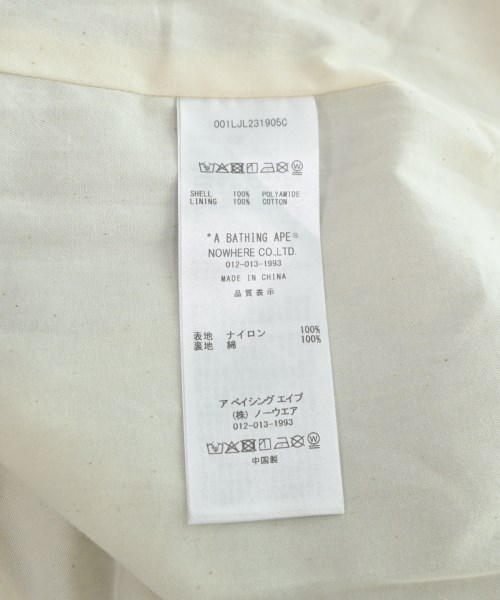 001LJL231905C
SHELL 100% POLYAMIDE
LINING 100% COTTON
*A BATHING APE®
NOWHERE CO.,LTD.
012-013-1993
MADE IN CHINA
品質表示
表地 ナイロン 100%
裏地 綿 100%
ア ベイシング エイプ
(株) ノーウエア
012-013-1993
中国製